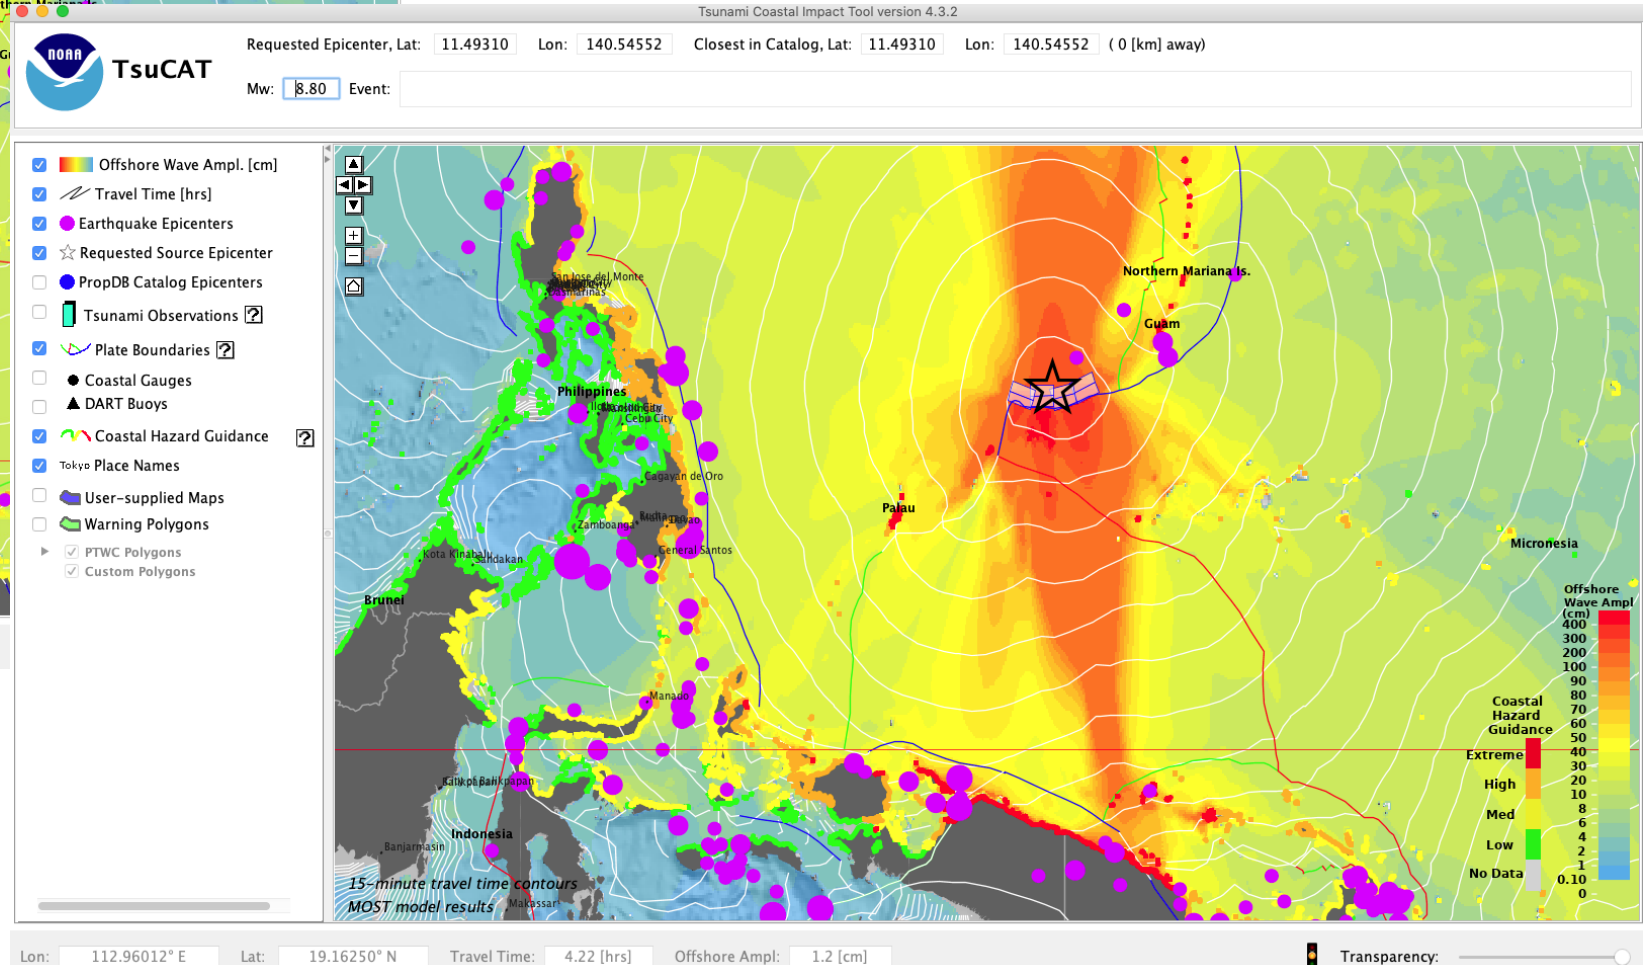 Tsunami Coastal Impact Tool version 4.3.2
NOAA
TsuCAT
Requested Epicenter, Lat: 11.49310 Lon: 140.54552 Closest in Catalog, Lat: 11.49310 Lon: 140.54552 ( 0 [km] away)
Mw: 8.80 Event:
Offshore Wave Ampl. [cm]
Travel Time [hrs]
Earthquake Epicenters
Requested Source Epicenter
PropDB Catalog Epicenters
Tsunami Observations ?
Plate Boundaries ?
Coastal Gauges
DART Buoys
Coastal Hazard Guidance ?
Tokyo Place Names
User-supplied Maps
Warning Polygons
PTWC Polygons
Custom Polygons
San Jose del Monte
Dasmarinas
Northern Mariana Is.
Guam
Philippines
Cebu City
Cagayan de Oro
Zamboanga
Davao
General Santos
Palau
Micronesia
Kota Kinabalu
Sandakan
Brunei
Manado
Indonesia
Banjarmasin
Makassar
15-minute travel time contours
MOST model results
Coastal
Hazard
Guidance
Extreme
High
Med
Low
No Data
Offshore
Wave Ampl
(cm)
400
300
200
100
90
80
70
60
50
40
30
20
10
8
6
4
2
1
0.10
0
Lon: 112.96012° E Lat: 19.16250° N Travel Time: 4.22 [hrs] Offshore Ampl: 1.2 [cm] Transparency: